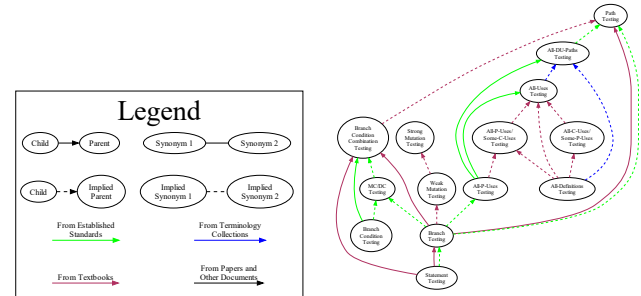 Legend
Child
Parent
Synonym 1
Synonym 2
Child
Implied
Parent
Implied
Synonym 1
Implied
Synonym 2
From Established
Standards
From Terminology
Collections
From Textbooks
From Papers and
Other Documents
Path
Testing
All-DU-Paths
Testing
All-Uses
Testing
Branch
Condition
Combination
Testing
Strong
Mutation
Testing
All-P-Uses/
Some-C-Uses
Testing
All-C-Uses/
Some-P-Uses
Testing
MC/DC
Testing
Weak
Mutation
Testing
All-P-Uses
Testing
All-Definitions
Testing
Branch
Condition
Testing
Branch
Testing
Statement
Testing